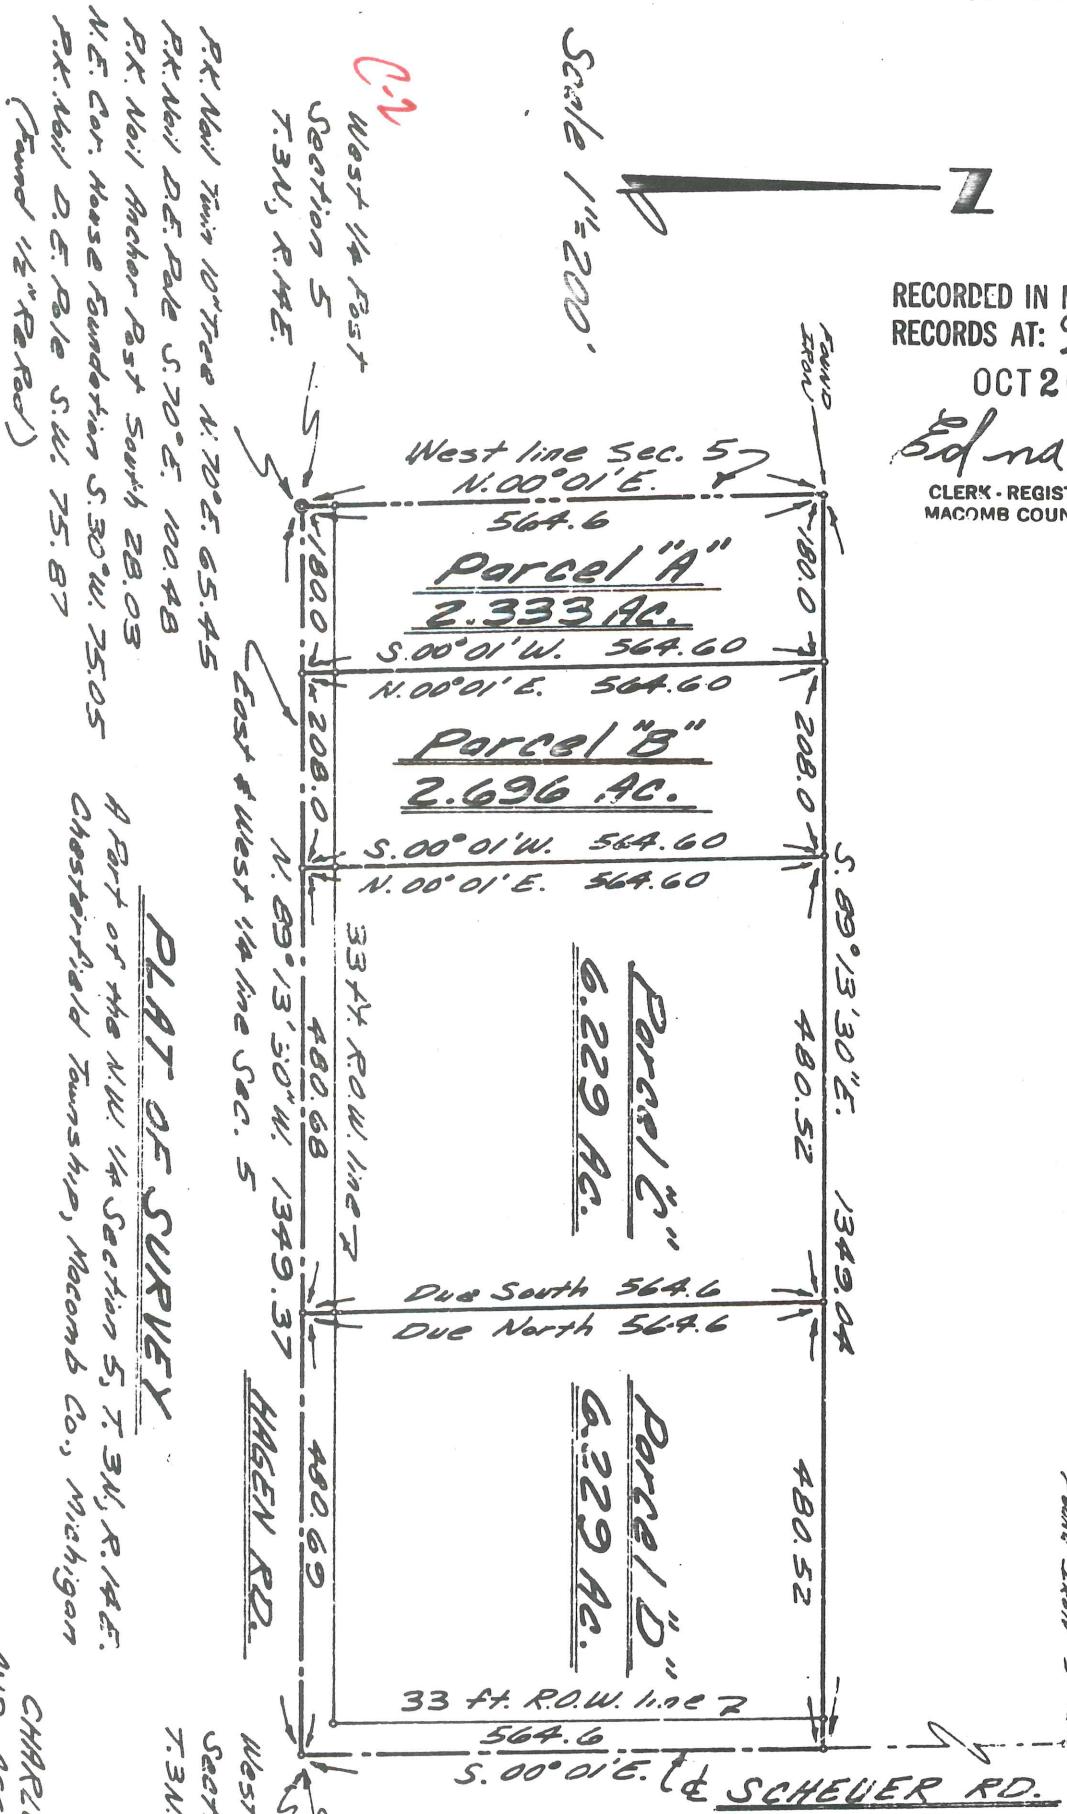 Scale 1"=200'
N
RECORDED IN
RECORDS AT:
OCT 2
Edna
CLERK - REGIST
MACOMB COUN
C-2
West 1/4 Post
Section 5
T.3N., R.14E.
P.K. Nail Twin 10" Tree N.70°E. 65.45
P.K. Nail D.E. Pole S.70°E. 100.48
P.K. Nail Anchor Post South 28.03
N.E. Cor. House Foundation S.30°W. 75.05
P.K. Nail D.E. Pole S.W. 75.87
(Found 1/2" Re Rod)
FOUND
IRON
West line Sec. 5
N.00°01'E.
564.6
180.0
180.0
Parcel "A"
2.333 Ac.
S.00°01'W. 564.60
N.00°01'E. 564.60
208.0
208.0
Parcel "B"
2.696 Ac.
S.00°01'W. 564.60
N.00°01'E. 564.60
S.89°13'30"E. 1349.04
480.52
Parcel "C"
6.229 Ac.
33 ft. R.O.W. line
480.68
N.89°13'30"W. 1349.37
East & West 1/4 line Sec. 5
Due South 564.6
Due North 564.6
480.52
Parcel "D"
6.229 Ac.
480.69
HAGEN RD.
33 ft. R.O.W. line
564.6
S.00°01'E.
℄ SCHEUER RD.
PLAT OF SURVEY
A Part of the N.W. 1/4 Section 5, T.3N., R.14E.
Chesterfield Township, Macomb Co., Michigan
West
Sect
T.3N.
CHARL